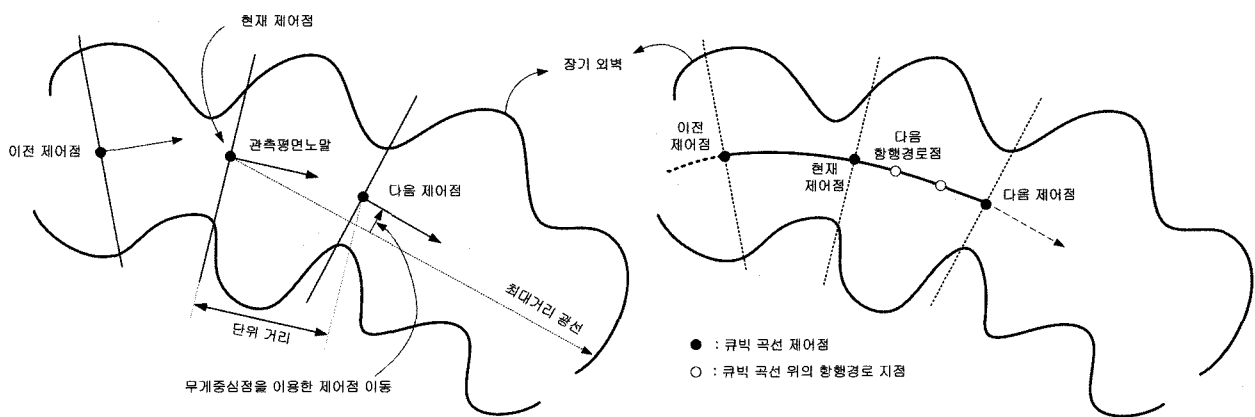 현재 제어점
장기 외벽
이전 제어점
관측평면노말
다음 제어점
최대거리 광선
단위 거리
무게중심점을 이용한 제어점 이동
이전
제어점
현재
제어점
다음
항행경로점
다음 제어점
● : 큐빅 곡선 제어점
○ : 큐빅 곡선 위의 항행경로 지점